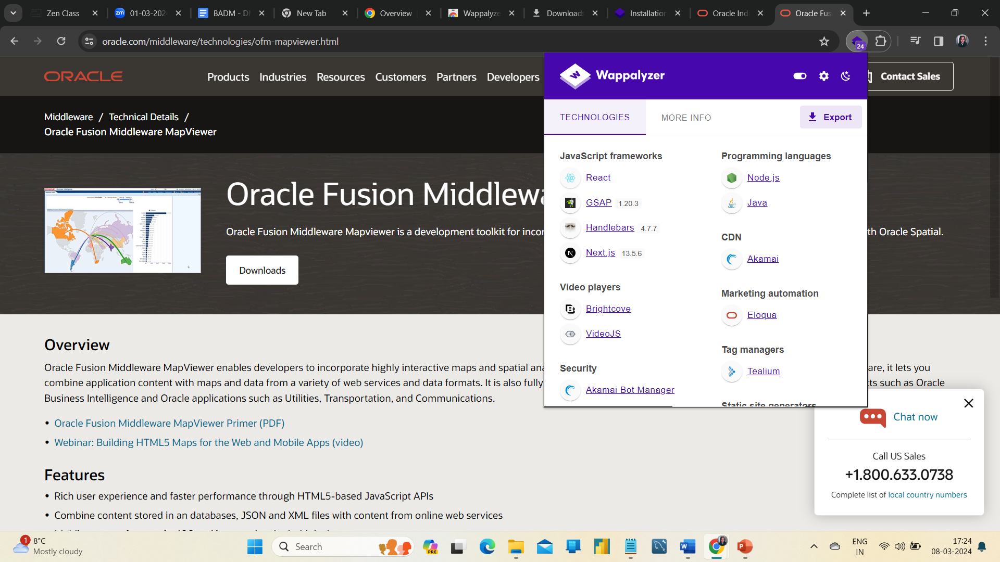 Zen Class
01-03-202
BADM - D
New Tab
Overview
Wappalyze
Downloads
Installation
Oracle Ind
Oracle Fus
oracle.com/middleware/technologies/ofm-mapviewer.html
24
ORACLE
Products
Industries
Resources
Customers
Partners
Developers
Contact Sales
Middleware / Technical Details /
Oracle Fusion Middleware MapViewer
Wappalyzer
TECHNOLOGIES
MORE INFO
Export
JavaScript frameworks
React
GSAP 1.20.3
Handlebars 4.7.7
Next.js 13.5.6
Video players
Brightcove
VideoJS
Security
Akamai Bot Manager
Programming languages
Node.js
Java
CDN
Akamai
Marketing automation
Eloqua
Tag managers
Tealium
Static site generators
Oracle Fusion Middlewa
Oracle Fusion Middleware Mapviewer is a development toolkit for incor
th Oracle Spatial.
Downloads
Overview
Oracle Fusion Middleware MapViewer enables developers to incorporate highly interactive maps and spatial ana
are, it lets you
combine application content with maps and data from a variety of web services and data formats. It is also fully
ts such as Oracle
Business Intelligence and Oracle applications such as Utilities, Transportation, and Communications.
• Oracle Fusion Middleware MapViewer Primer (PDF)
• Webinar: Building HTML5 Maps for the Web and Mobile Apps (video)
Features
• Rich user experience and faster performance through HTML5-based JavaScript APIs
• Combine content stored in an databases, JSON and XML files with content from online web services
Chat now
Call US Sales
+1.800.633.0738
Complete list of local country numbers
1
8°C
Mostly cloudy
Search
PRE
ENG
IN
17:24
08-03-2024